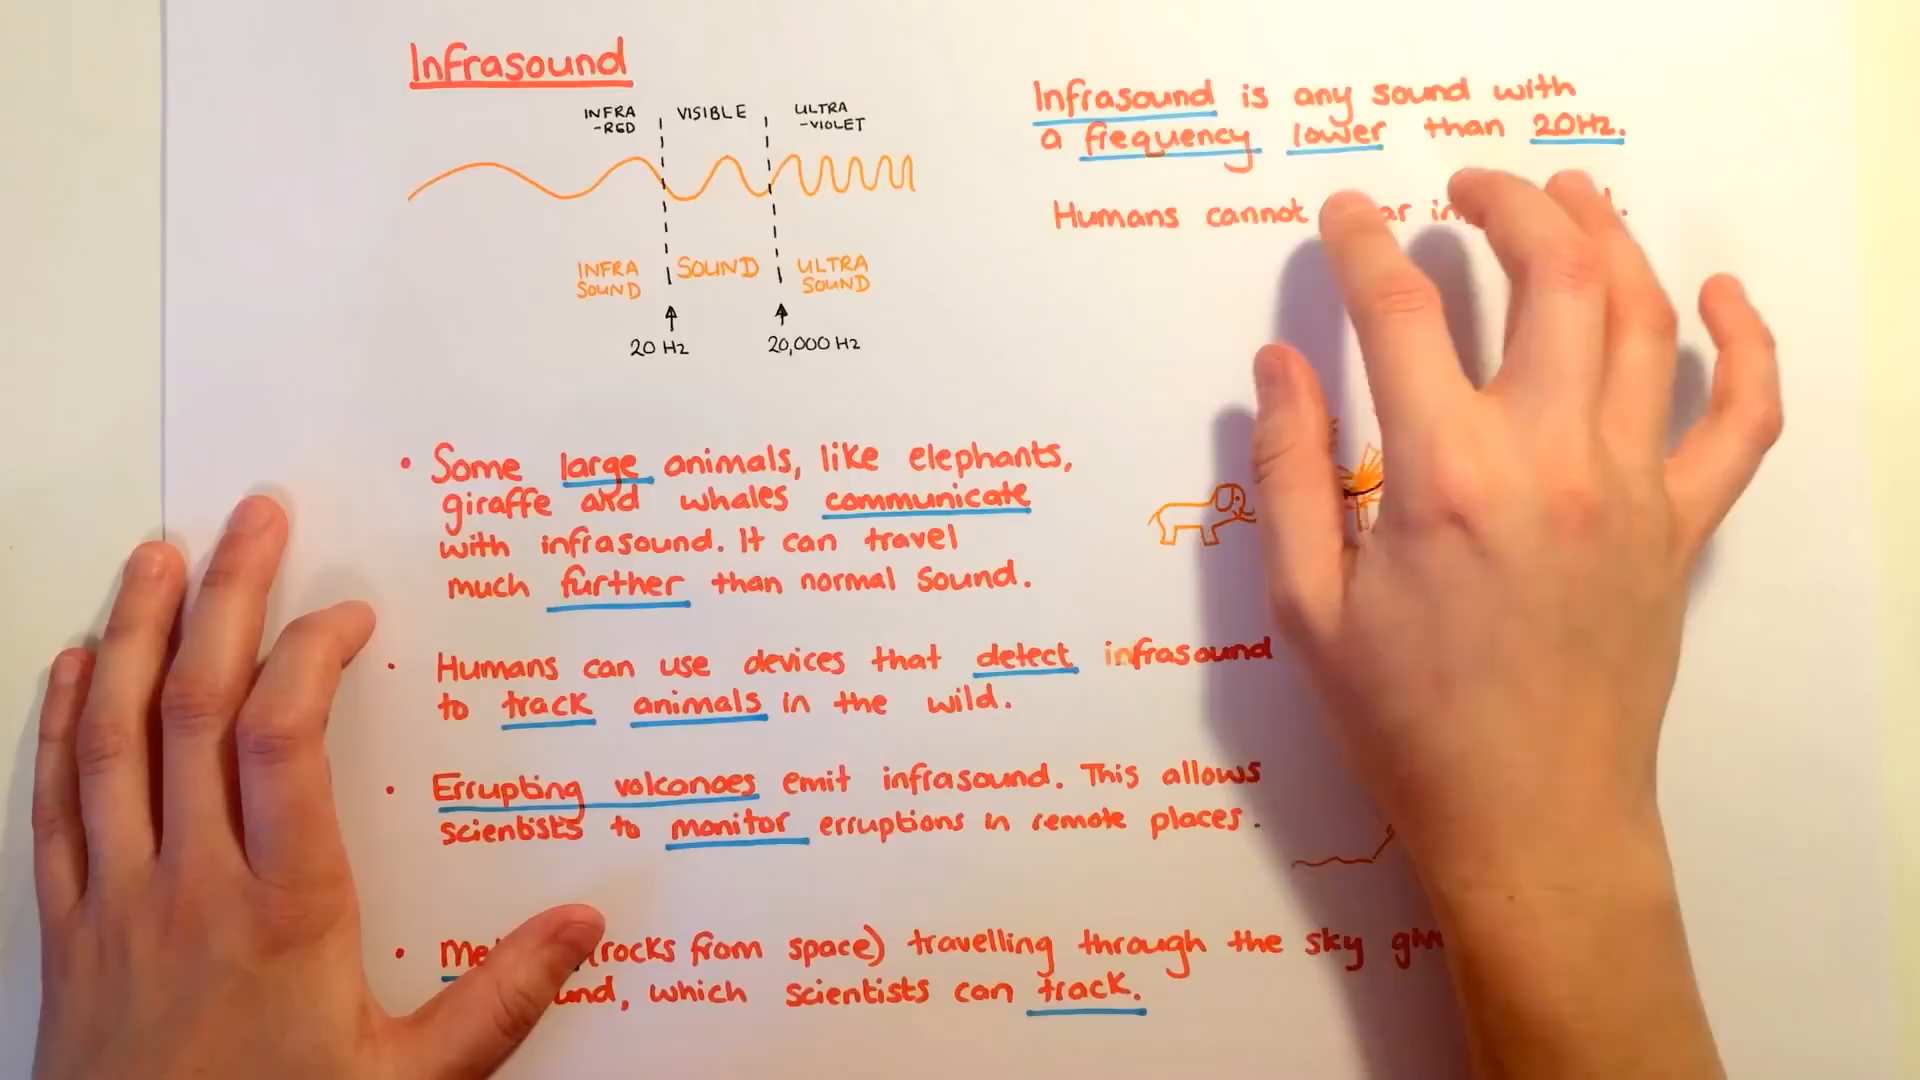 Infrasound
INFRA
-RED
VISIBLE
ULTRA
-VIOLET
INFRA
SOUND
SOUND
ULTRA
SOUND
20 Hz
20,000 Hz
Infrasound is any sound with
a frequency lower than 20Hz.
Humans cannot
• Some large animals, like elephants,
giraffe and whales communicate
with infrasound. It can travel
much further than normal sound.
• Humans can use devices that detect infrasound
to track animals in the wild.
• Errupting volcanoes emit infrasound. This allows
scientists to monitor erruptions in remote places.
• (rocks from space) travelling through the sky
which scientists can track.